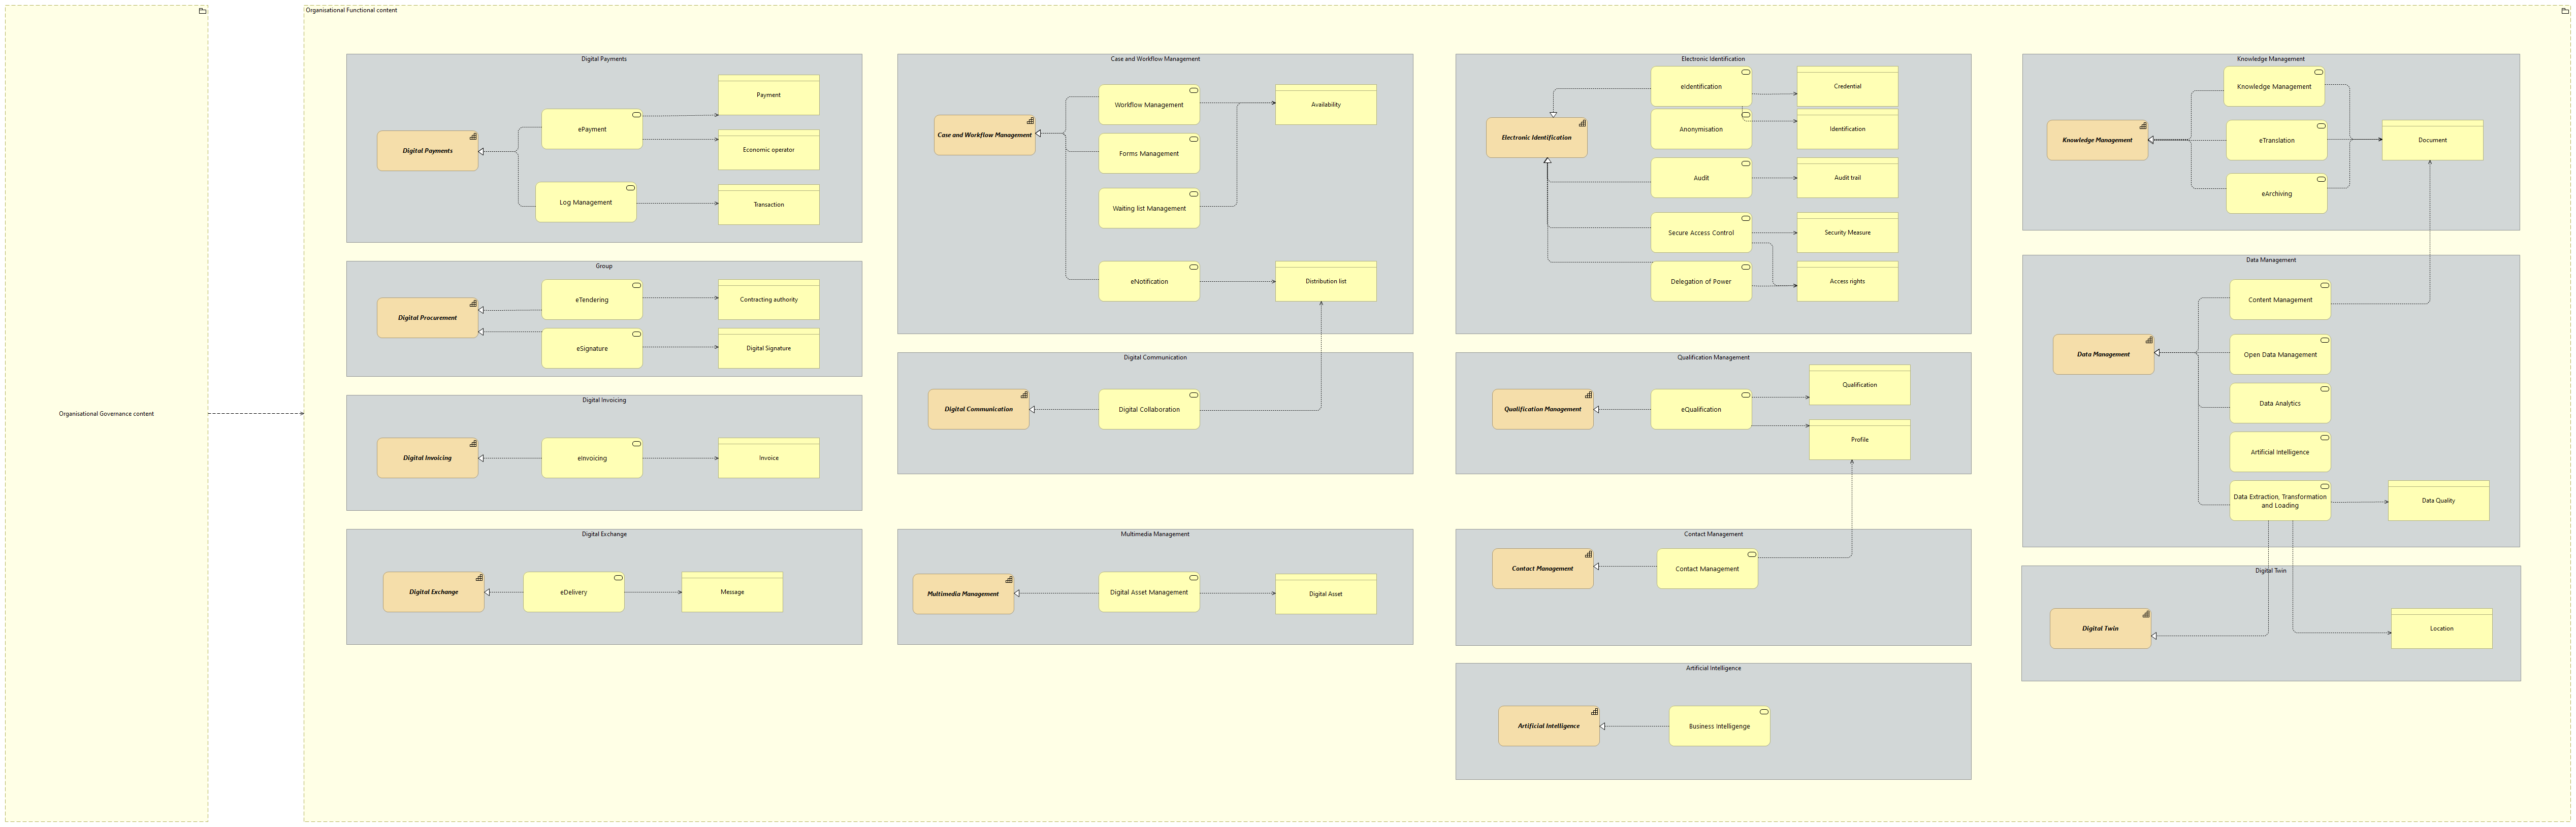 Organisational Governance content
Organisational Functional content
Digital Payments
Digital Payments
ePayment
Log Management
Payment
Economic operator
Transaction
Group
Digital Procurement
eTendering
eSignature
Contracting authority
Digital Signature
Digital Invoicing
Digital Invoicing
eInvoicing
Invoice
Digital Exchange
Digital Exchange
eDelivery
Message
Case and Workflow Management
Case and Workflow Management
Workflow Management
Forms Management
Waiting list Management
eNotification
Availability
Distribution list
Digital Communication
Digital Communication
Digital Collaboration
Multimedia Management
Multimedia Management
Digital Asset Management
Digital Asset
Electronic Identification
Electronic Identification
eIdentification
Anonymisation
Audit
Secure Access Control
Delegation of Power
Credential
Identification
Audit trail
Security Measure
Access rights
Qualification Management
Qualification Management
eQualification
Qualification
Profile
Contact Management
Contact Management
Contact Management
Artificial Intelligence
Artificial Intelligence
Business Intelligenge
Knowledge Management
Knowledge Management
Knowledge Management
eTranslation
eArchiving
Document
Data Management
Data Management
Content Management
Open Data Management
Data Analytics
Artificial Intelligence
Data Extraction, Transformation
and Loading
Data Quality
Digital Twin
Digital Twin
Location